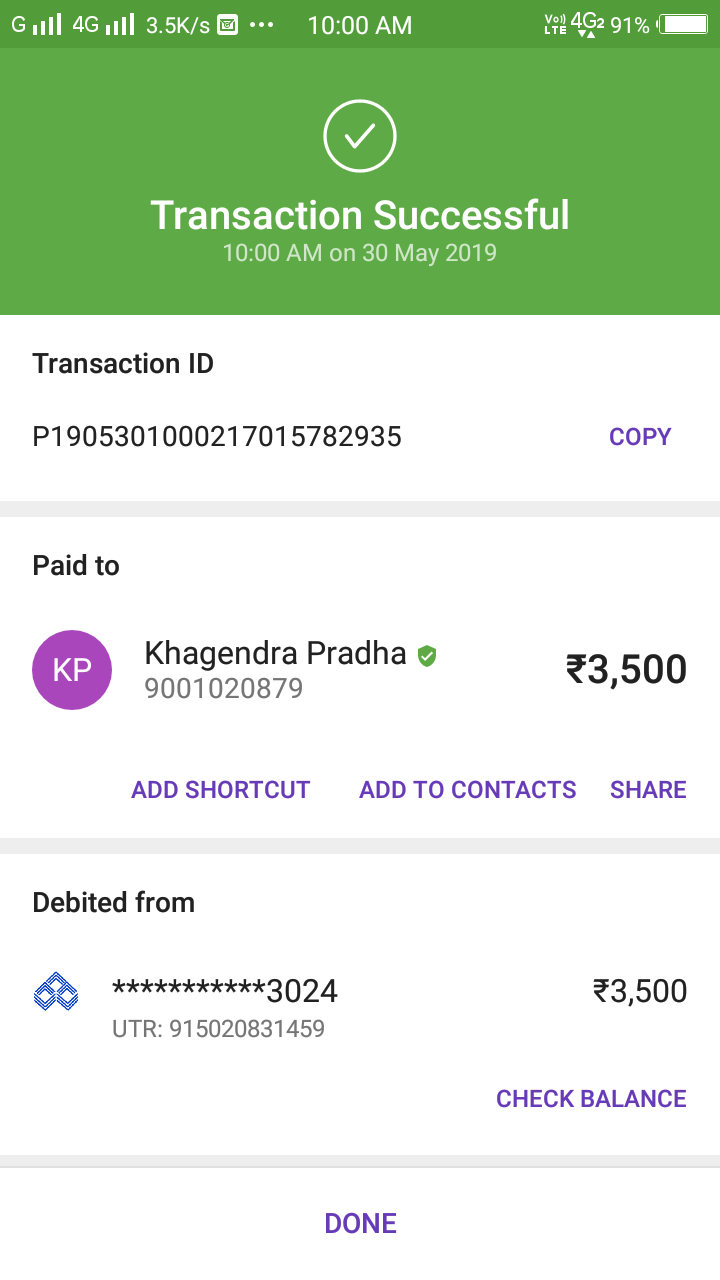 G 4G 3.5K/s ... 10:00 AM Vo)) LTE 4G2 91%
Transaction Successful
10:00 AM on 30 May 2019
Transaction ID
P1905301000217015782935 COPY
Paid to
KP Khagendra Pradha ₹3,500
9001020879
ADD SHORTCUT ADD TO CONTACTS SHARE
Debited from
***********3024 ₹3,500
UTR: 915020831459
CHECK BALANCE
DONE